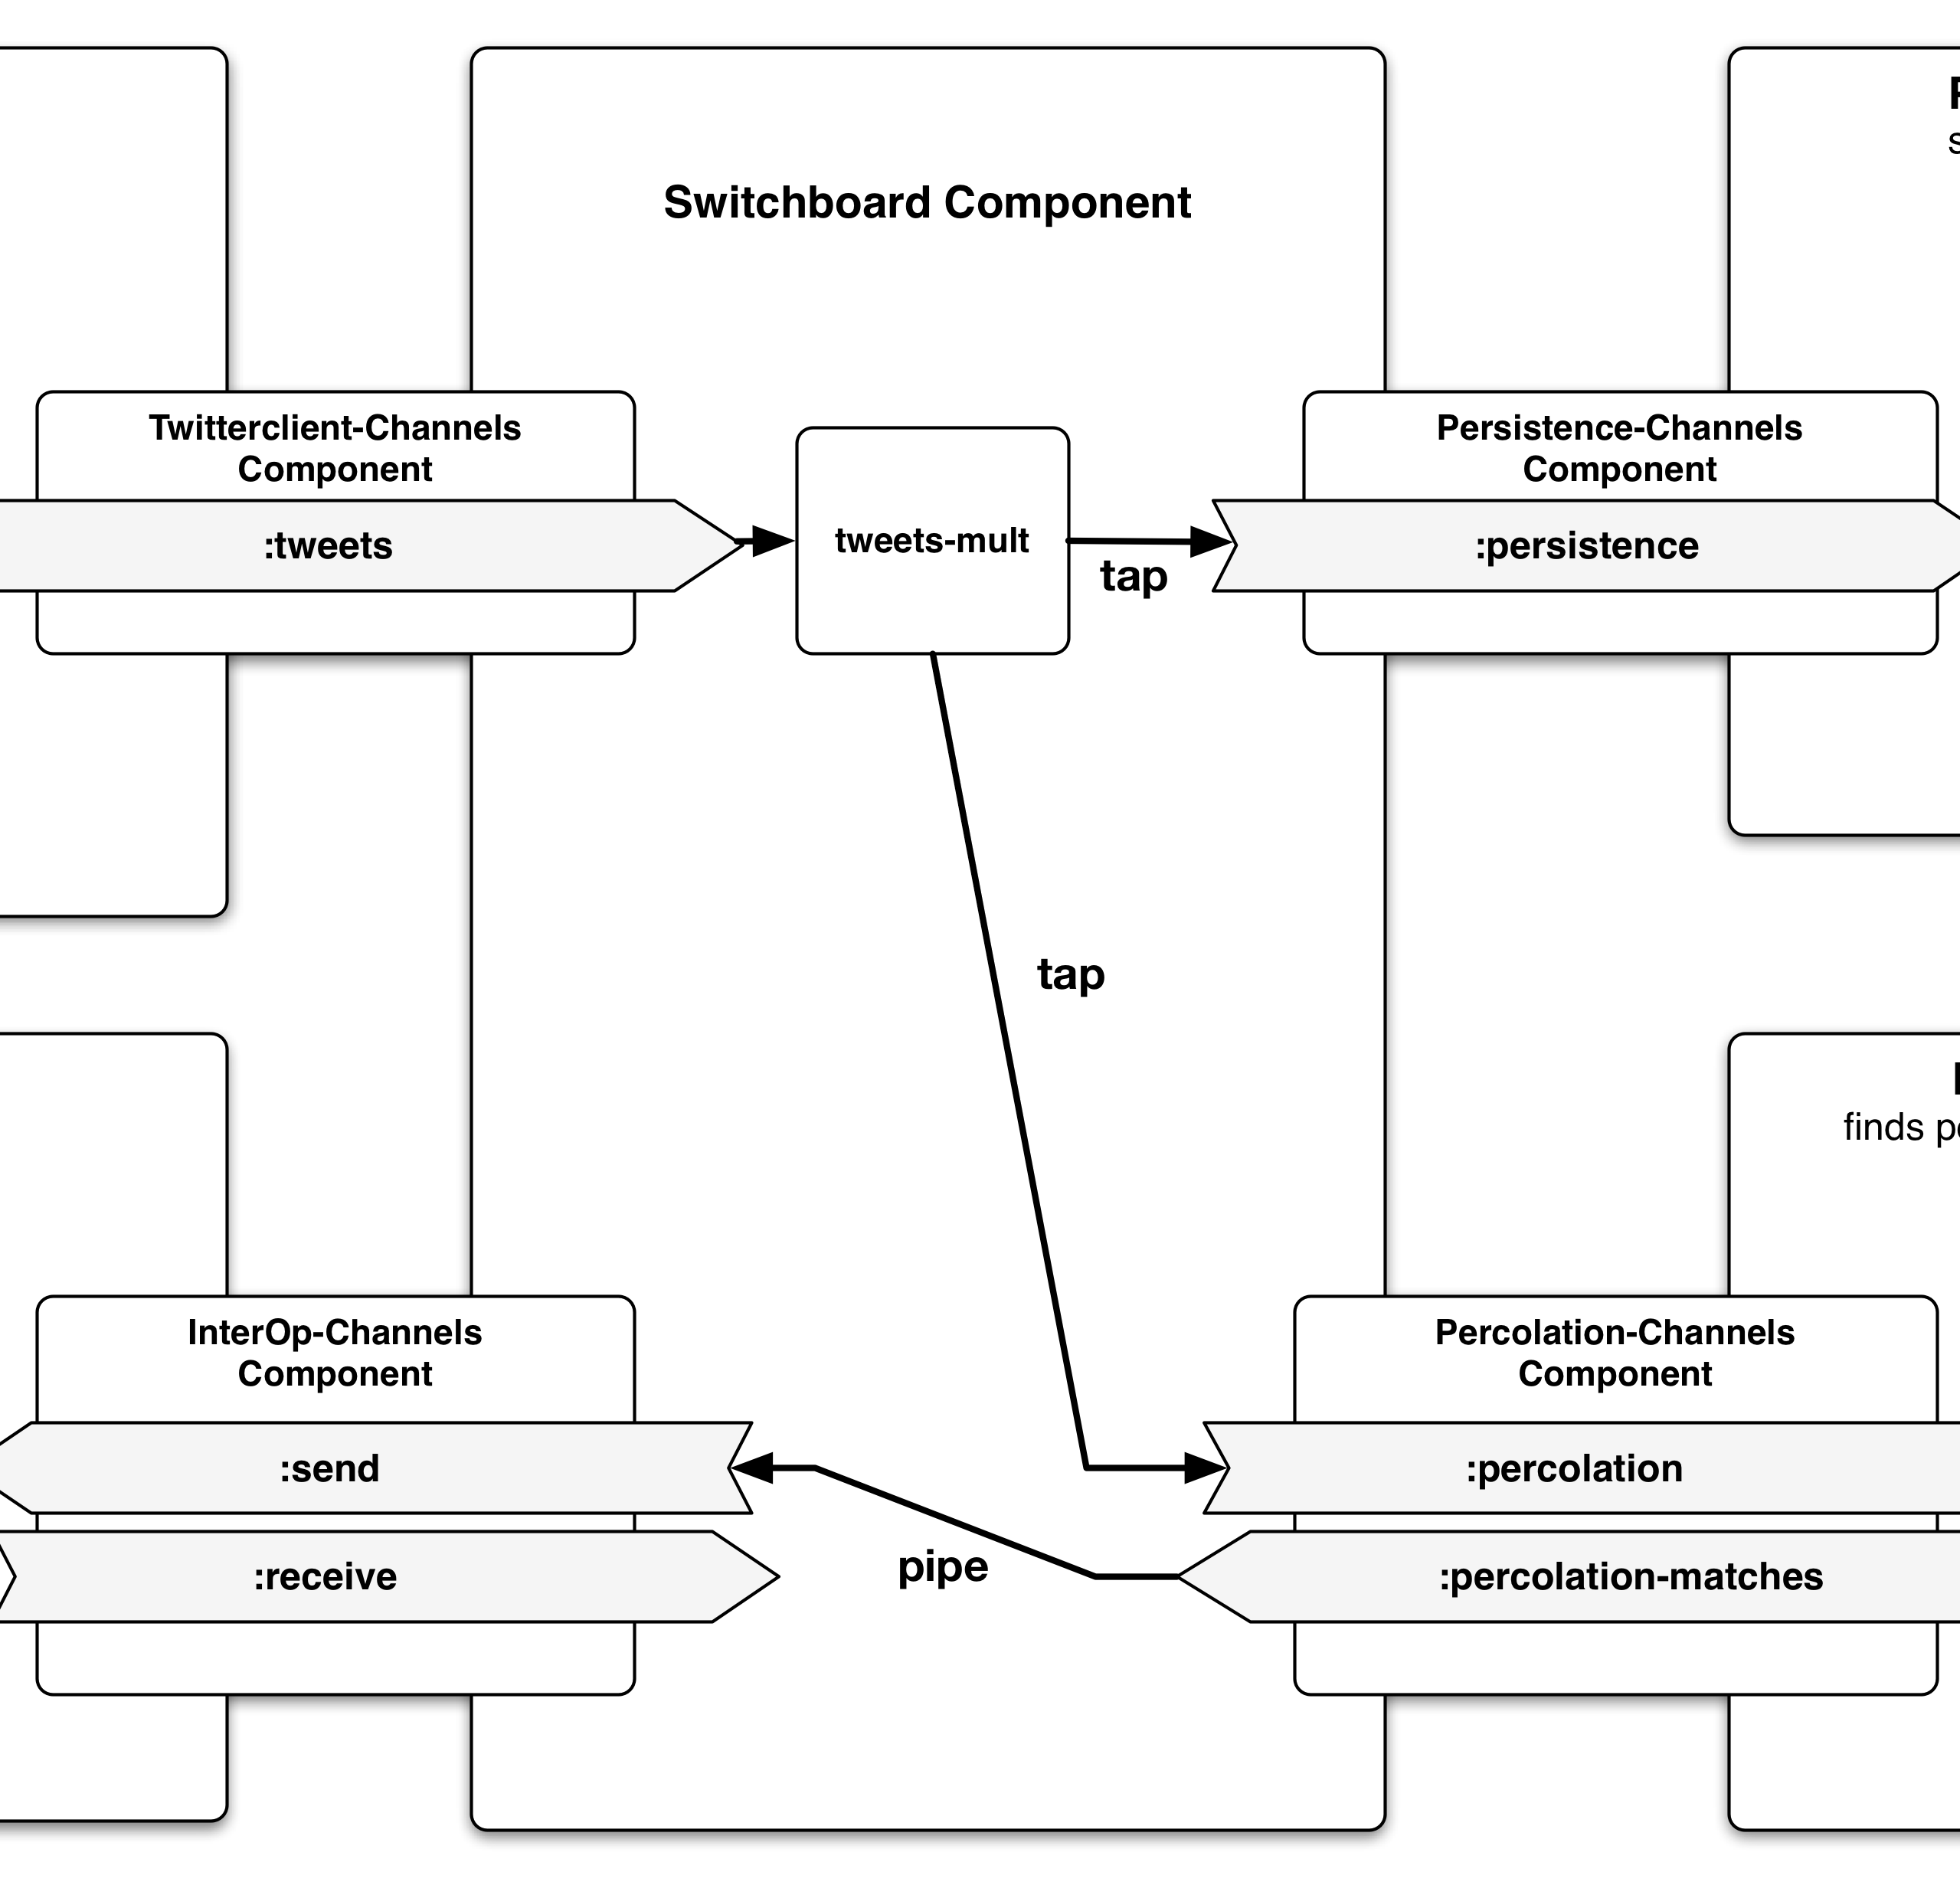 Switchboard Component
Twitterclient-Channels
Component
:tweets
tweets-mult
tap
Persistence-Channels
Component
:persistence
tap
finds
InterOp-Channels
Component
:send
:receive
pipe
Percolation-Channels
Component
:percolation
:percolation-matches